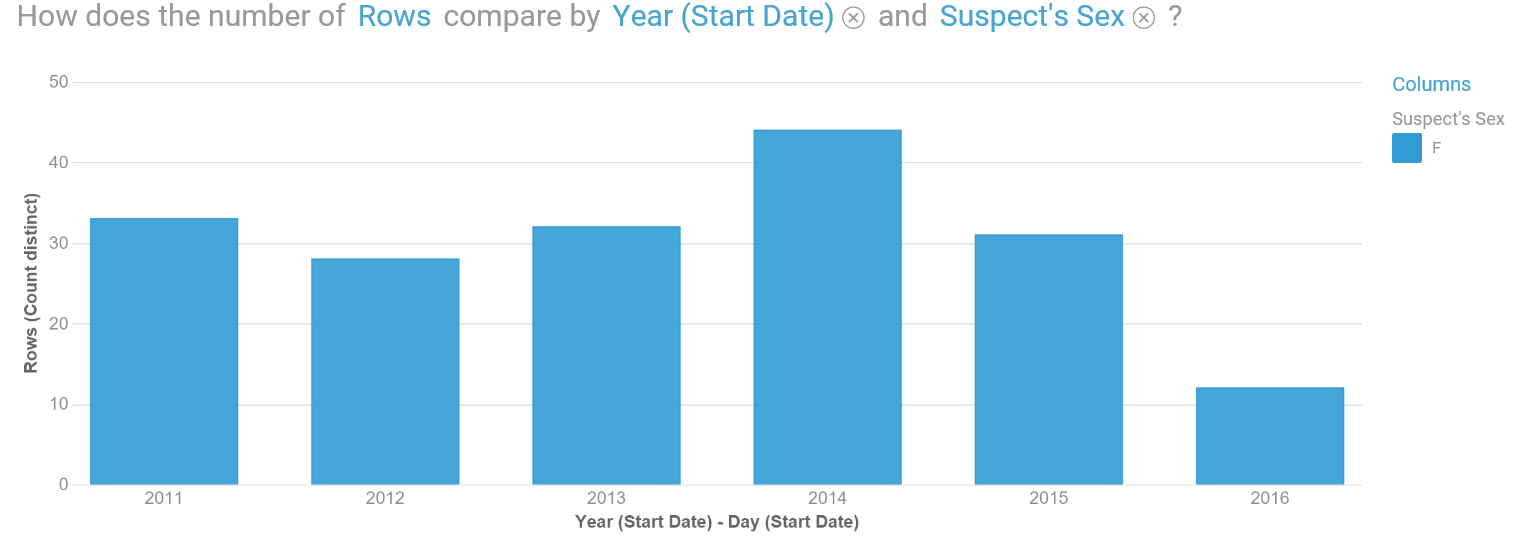 How does the number of Rows compare by Year (Start Date) and Suspect's Sex ?
50
40
30
20
10
0
Rows (Count distinct)
2011 2012 2013 2014 2015 2016
Year (Start Date) - Day (Start Date)
Columns
Suspect's Sex
F